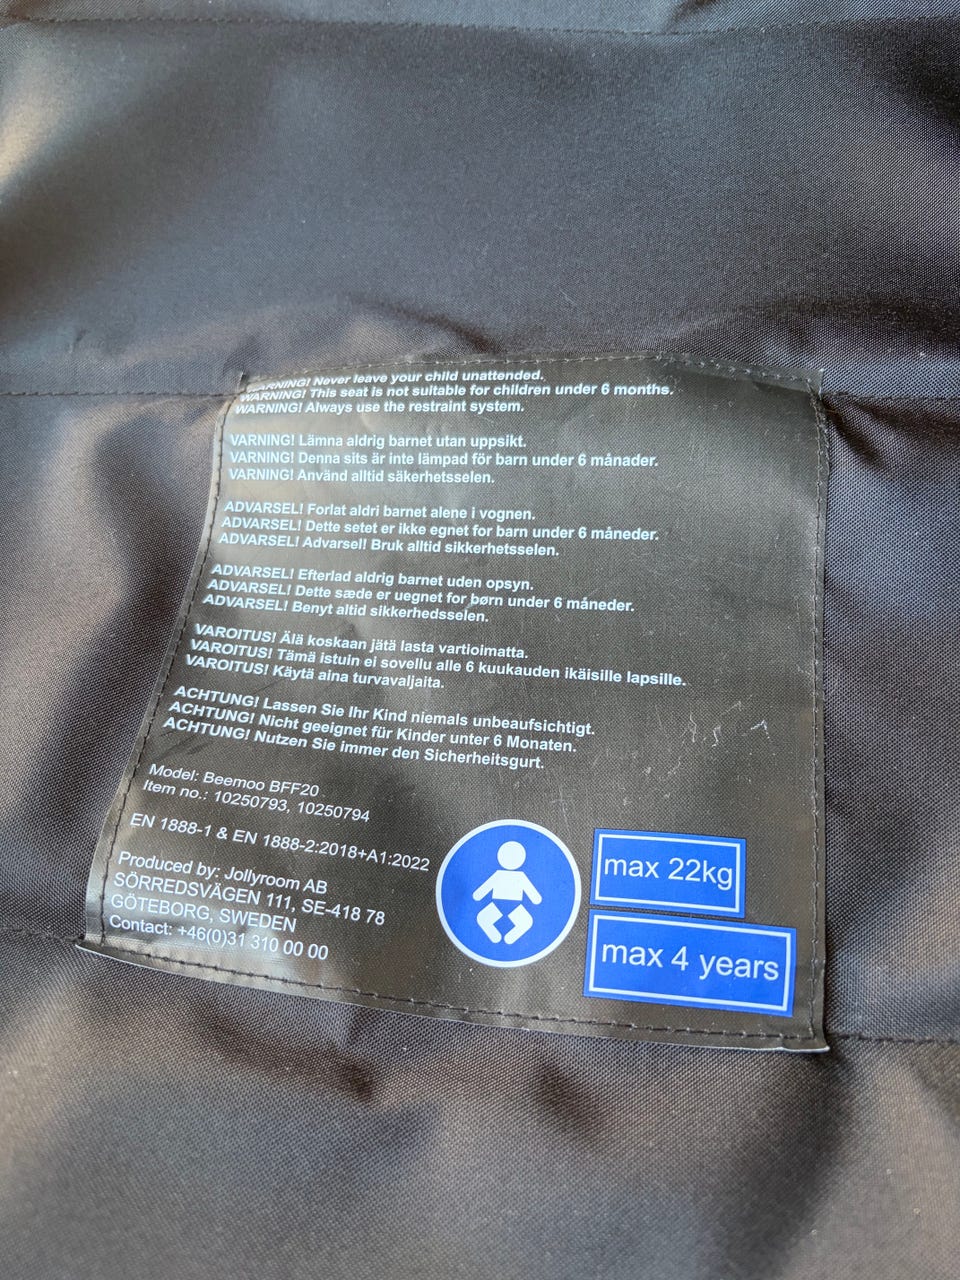 WARNING! Never leave your child unattended.
WARNING! This seat is not suitable for children under 6 months.
WARNING! Always use the restraint system.
VARNING! Lämna aldrig barnet utan uppsikt.
VARNING! Denna sits är inte lämpad för barn under 6 månader.
VARNING! Använd alltid säkerhetsselen.
ADVARSEL! Forlat aldri barnet alene i vognen.
ADVARSEL! Dette setet er ikke egnet for barn under 6 måneder.
ADVARSEL! Advarsel! Bruk alltid sikkerhetsselen.
ADVARSEL! Efterlad aldrig barnet uden opsyn.
ADVARSEL! Dette sæde er uegnet for børn under 6 måneder.
ADVARSEL! Benyt altid sikkerhedsselen.
VAROITUS! Älä koskaan jätä lasta vartioimatta.
VAROITUS! Tämä istuin ei sovellu alle 6 kuukauden ikäisille lapsille.
VAROITUS! Käytä aina turvavaljaita.
ACHTUNG! Lassen Sie Ihr Kind niemals unbeaufsichtigt.
ACHTUNG! Nicht geeignet für Kinder unter 6 Monaten.
ACHTUNG! Nutzen Sie immer den Sicherheitsgurt.
Model: Beemoo BFF20
Item no.: 10250793, 10250794
EN 1888-1 & EN 1888-2:2018+A1:2022
Produced by: Jollyroom AB
SÖRREDSVÄGEN 111, SE-418 78
GÖTEBORG, SWEDEN
Contact: +46(0)31 310 00 00
max 22kg
max 4 years